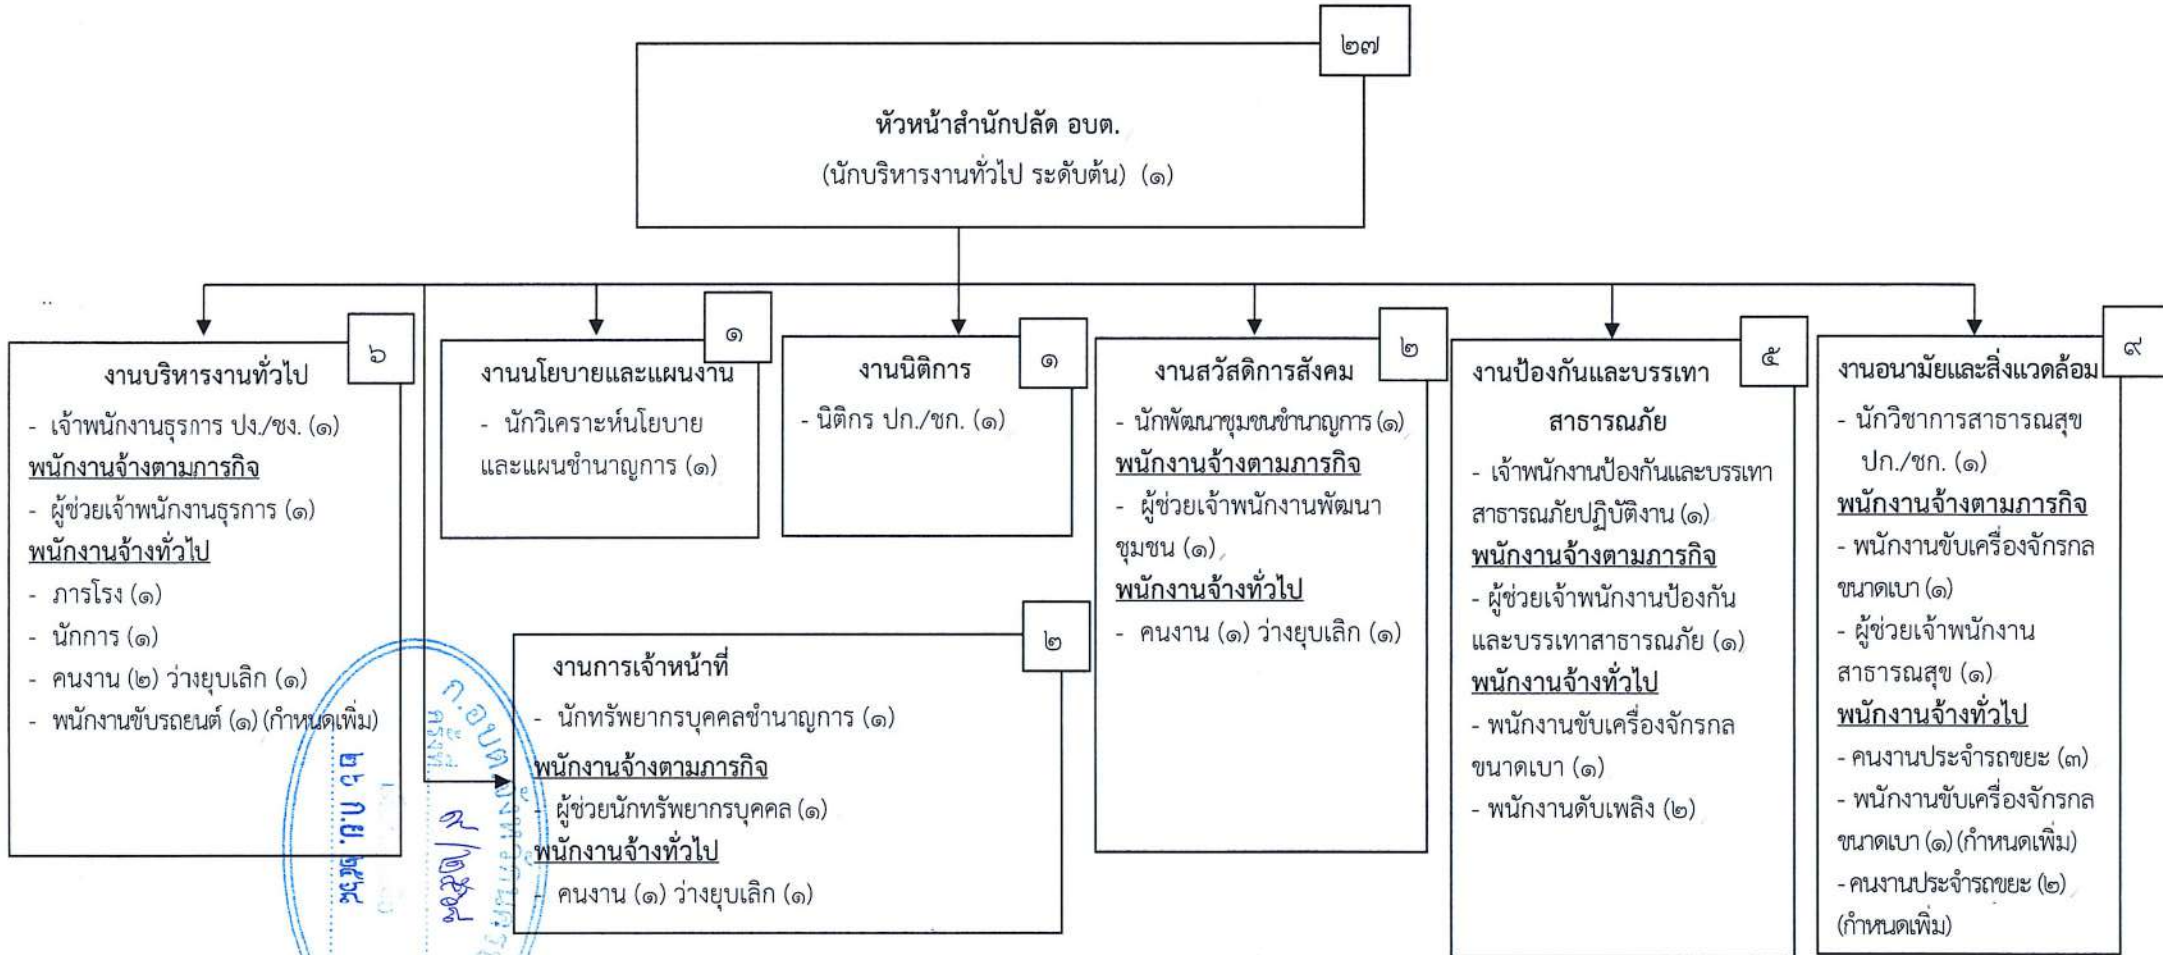 ๒๗
หัวหน้าสำนักปลัด อบต.
(นักบริหารงานทั่วไป ระดับต้น) (๑)
๖
งานบริหารงานทั่วไป
- เจ้าพนักงานธุรการ ปง./ชง. (๑)
พนักงานจ้างตามภารกิจ
- ผู้ช่วยเจ้าพนักงานธุรการ (๑)
พนักงานจ้างทั่วไป
- ภารโรง (๑)
- นักการ (๑)
- คนงาน (๒) ว่างยุบเลิก (๑)
- พนักงานขับรถยนต์ (๑) (กำหนดเพิ่ม)
๑
งานนโยบายและแผนงาน
- นักวิเคราะห์นโยบาย
และแผนชำนาญการ (๑)
๑
งานนิติการ
- นิติกร ปก./ชก. (๑)
๒
งานการเจ้าหน้าที่
- นักทรัพยากรบุคคลชำนาญการ (๑)
พนักงานจ้างตามภารกิจ
- ผู้ช่วยนักทรัพยากรบุคคล (๑)
พนักงานจ้างทั่วไป
- คนงาน (๑) ว่างยุบเลิก (๑)
๒
งานสวัสดิการสังคม
- นักพัฒนาชุมชนชำนาญการ (๑)
พนักงานจ้างตามภารกิจ
- ผู้ช่วยเจ้าพนักงานพัฒนา
ชุมชน (๑)
พนักงานจ้างทั่วไป
- คนงาน (๑) ว่างยุบเลิก (๑)
๕
งานป้องกันและบรรเทา
สาธารณภัย
- เจ้าพนักงานป้องกันและบรรเทา
สาธารณภัยปฏิบัติงาน (๑)
พนักงานจ้างตามภารกิจ
- ผู้ช่วยเจ้าพนักงานป้องกัน
และบรรเทาสาธารณภัย (๑)
พนักงานจ้างทั่วไป
- พนักงานขับเครื่องจักรกล
ขนาดเบา (๑)
- พนักงานดับเพลิง (๒)
๙
งานอนามัยและสิ่งแวดล้อม
- นักวิชาการสาธารณสุข
ปก./ชก. (๑)
พนักงานจ้างตามภารกิจ
- พนักงานขับเครื่องจักรกล
ขนาดเบา (๑)
- ผู้ช่วยเจ้าพนักงาน
สาธารณสุข (๑)
พนักงานจ้างทั่วไป
- คนงานประจำรถขยะ (๓)
- พนักงานขับเครื่องจักรกล
ขนาดเบา (๑) (กำหนดเพิ่ม)
- คนงานประจำรถขยะ (๒)
(กำหนดเพิ่ม)
ก.อบต.จังหวัด
๒๖ ก.ย. ๒๕๖๘